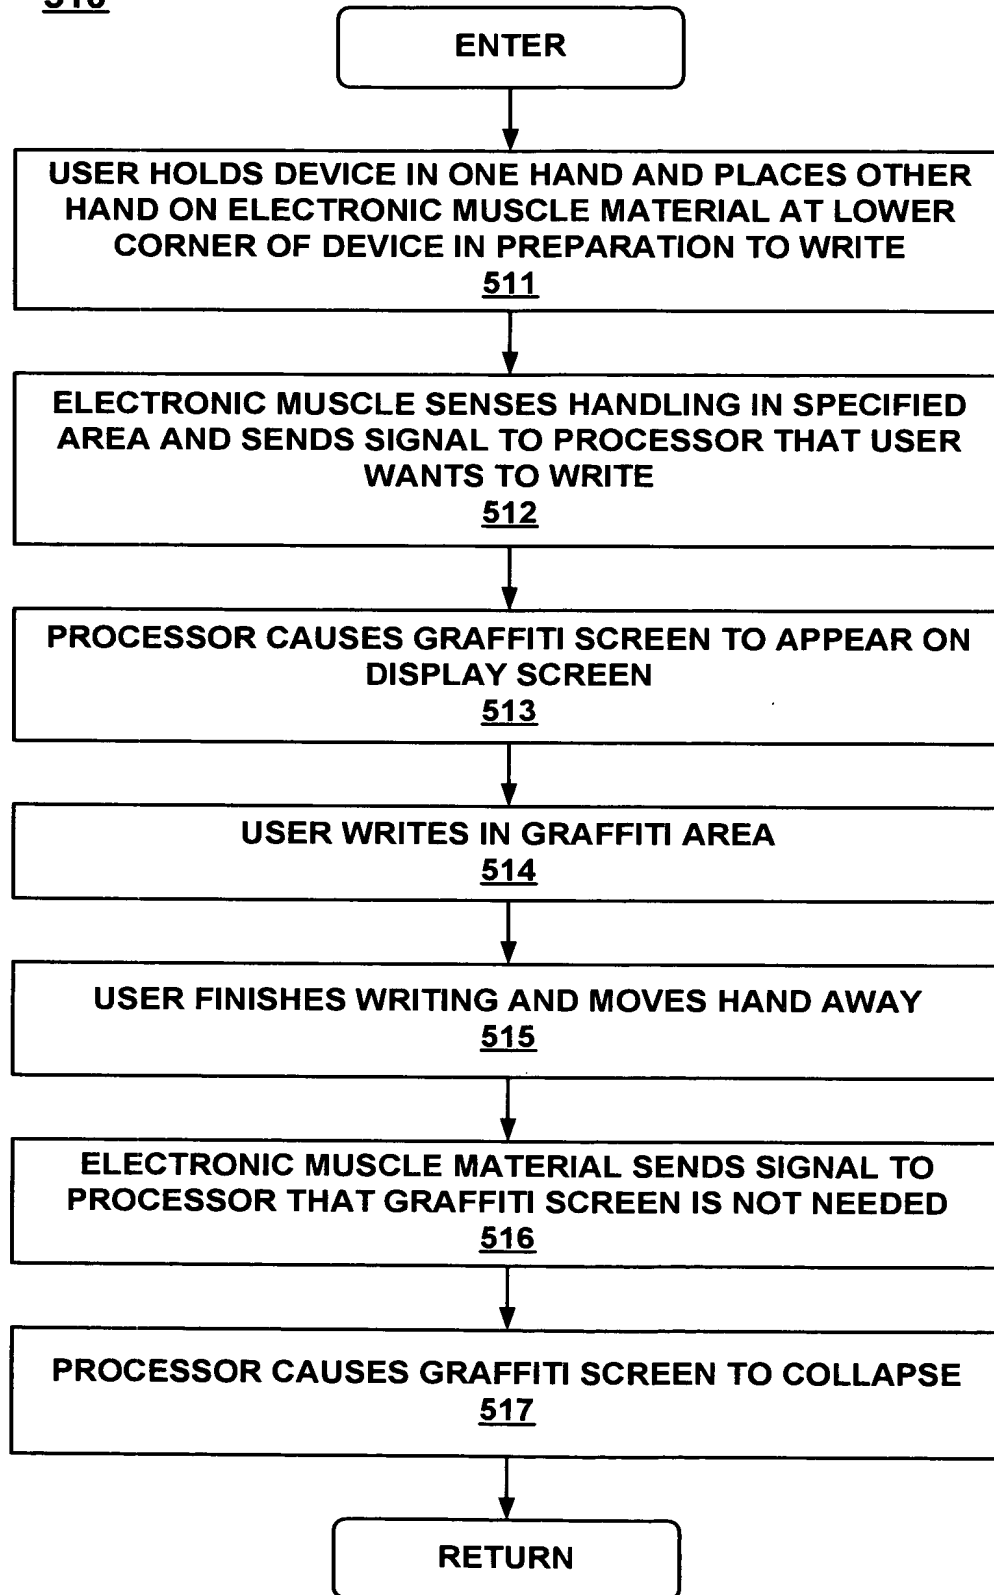 510
ENTER
USER HOLDS DEVICE IN ONE HAND AND PLACES OTHER
HAND ON ELECTRONIC MUSCLE MATERIAL AT LOWER
CORNER OF DEVICE IN PREPARATION TO WRITE
511
ELECTRONIC MUSCLE SENSES HANDLING IN SPECIFIED
AREA AND SENDS SIGNAL TO PROCESSOR THAT USER
WANTS TO WRITE
512
PROCESSOR CAUSES GRAFFITI SCREEN TO APPEAR ON
DISPLAY SCREEN
513
USER WRITES IN GRAFFITI AREA
514
USER FINISHES WRITING AND MOVES HAND AWAY
515
ELECTRONIC MUSCLE MATERIAL SENDS SIGNAL TO
PROCESSOR THAT GRAFFITI SCREEN IS NOT NEEDED
516
PROCESSOR CAUSES GRAFFITI SCREEN TO COLLAPSE
517
RETURN